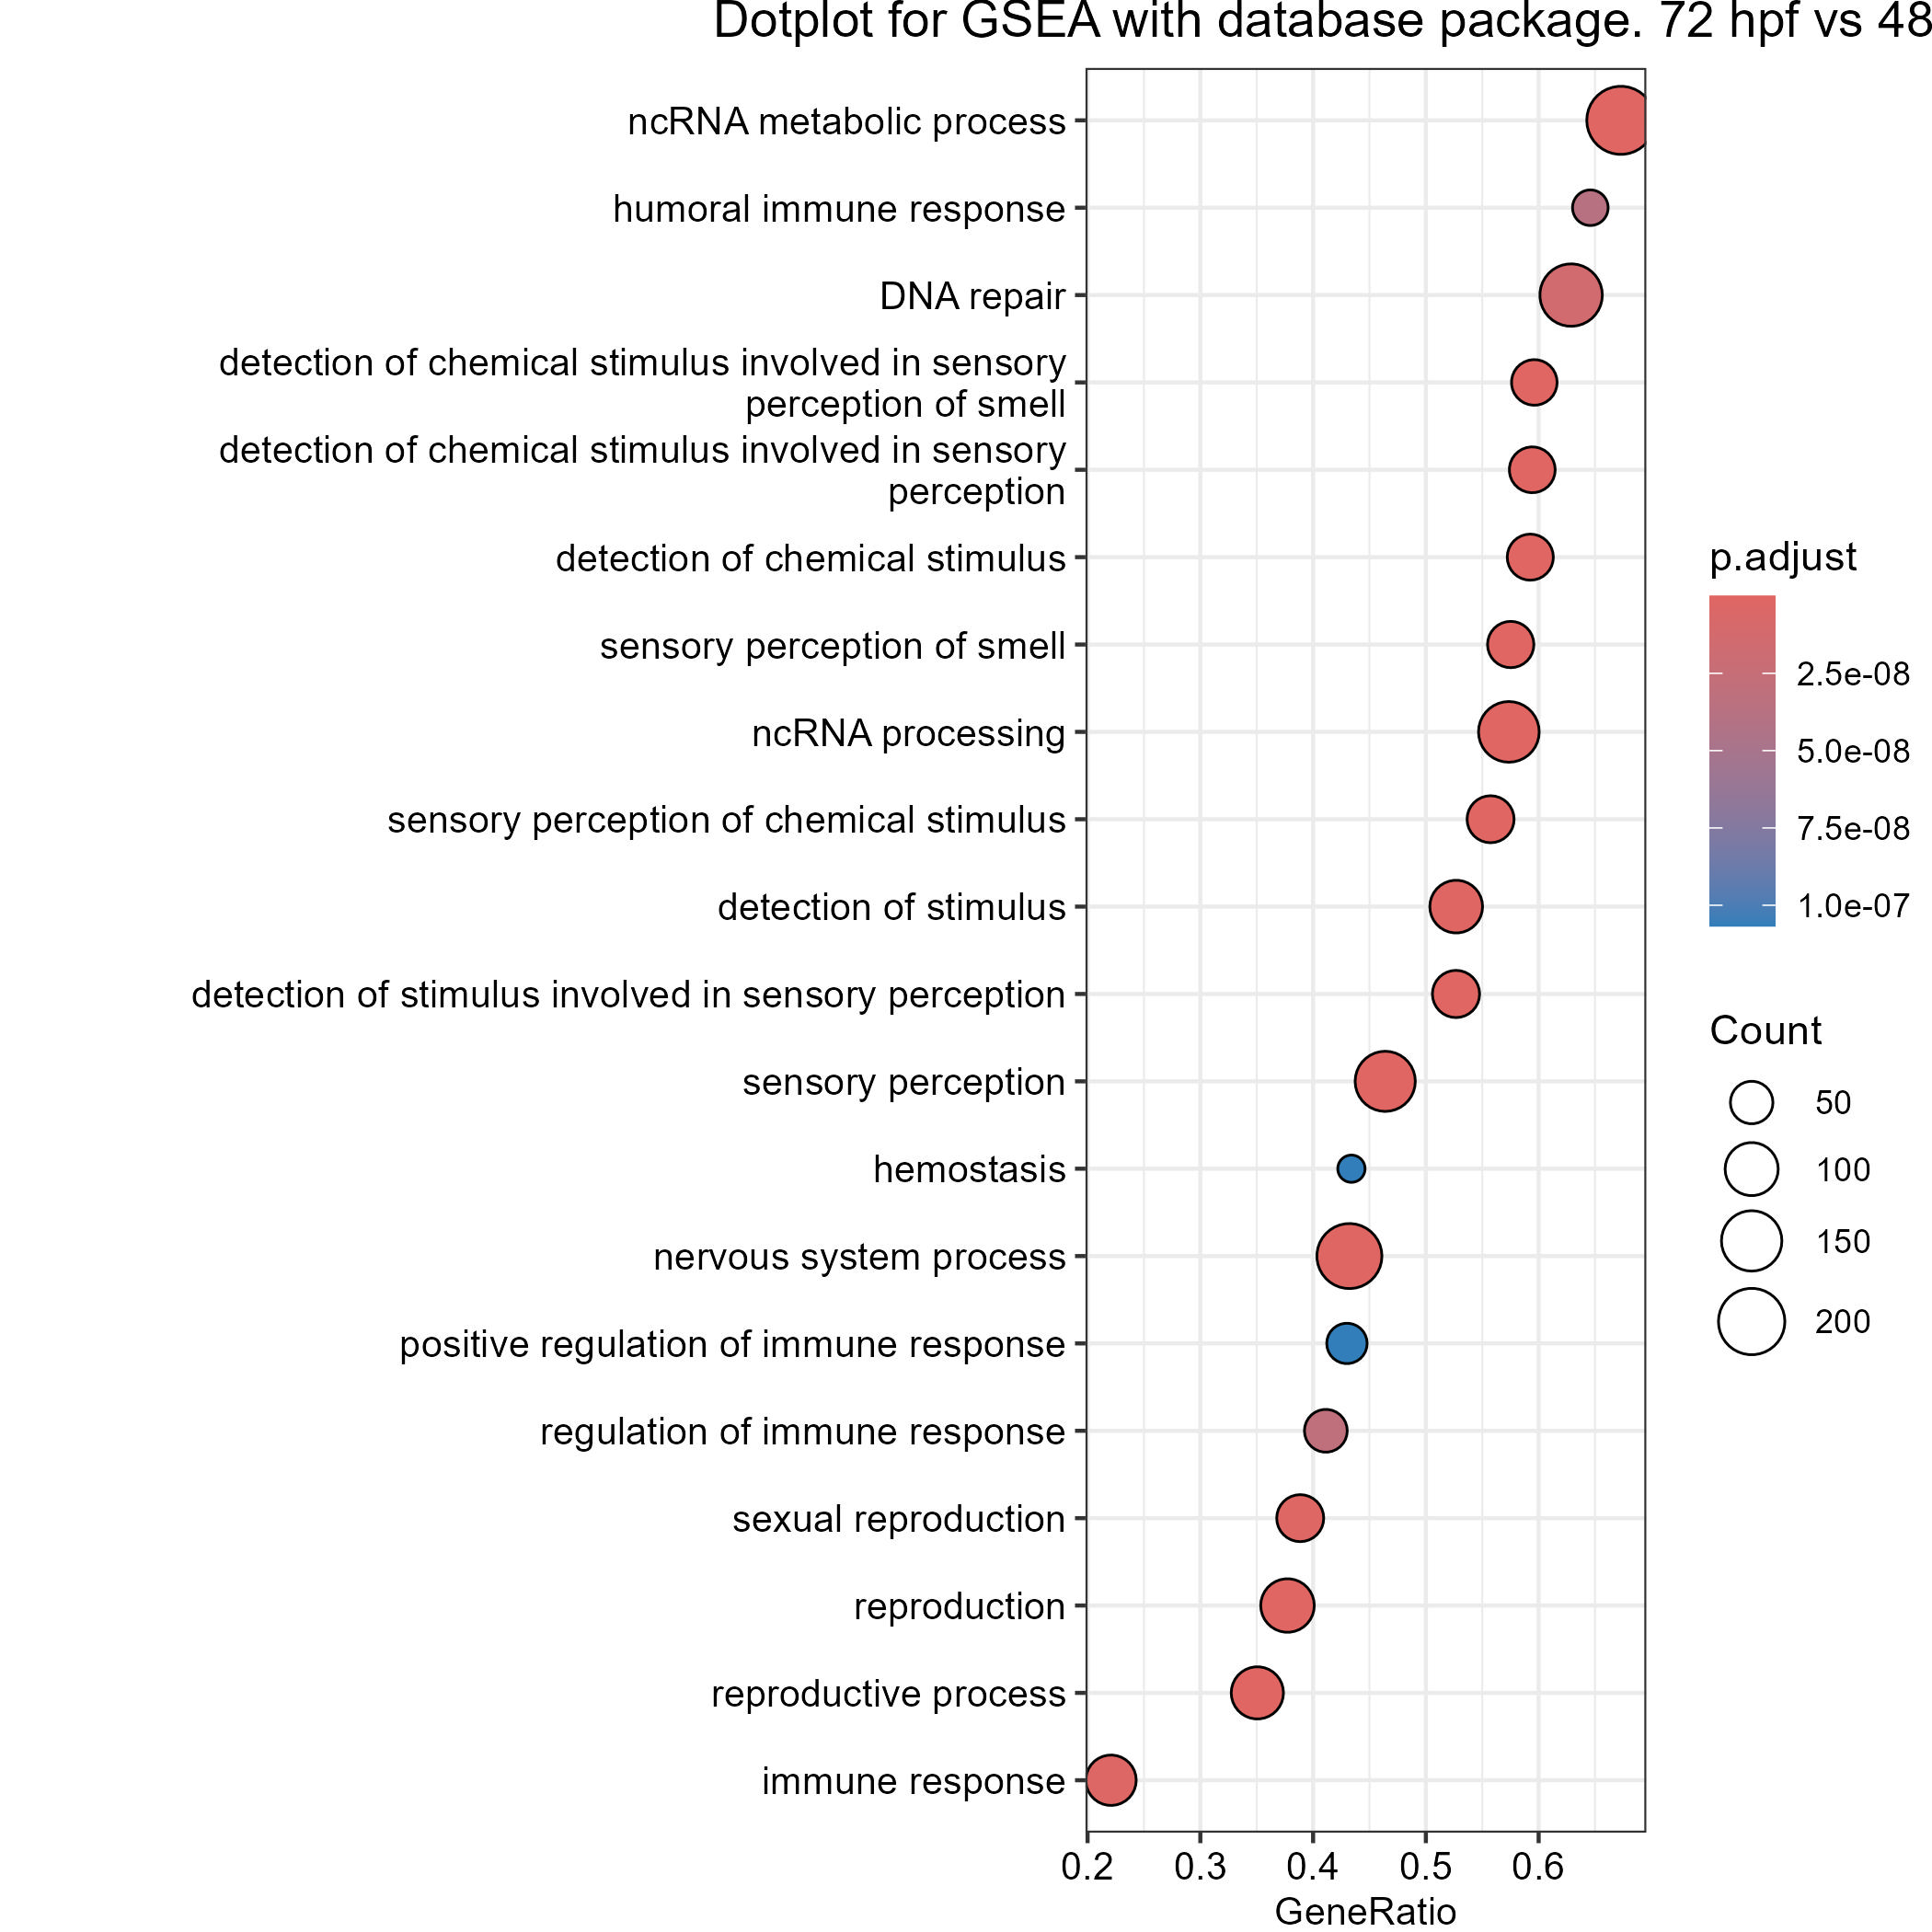 Dotplot for GSEA with database package. 72 hpf vs 48
ncRNA metabolic process
humoral immune response
DNA repair
detection of chemical stimulus involved in sensory
perception of smell
detection of chemical stimulus involved in sensory
perception
detection of chemical stimulus
sensory perception of smell
ncRNA processing
sensory perception of chemical stimulus
detection of stimulus
detection of stimulus involved in sensory perception
sensory perception
hemostasis
nervous system process
positive regulation of immune response
regulation of immune response
sexual reproduction
reproduction
reproductive process
immune response
0.2 0.3 0.4 0.5 0.6
GeneRatio
p.adjust
2.5e-08
5.0e-08
7.5e-08
1.0e-07
Count
50
100
150
200